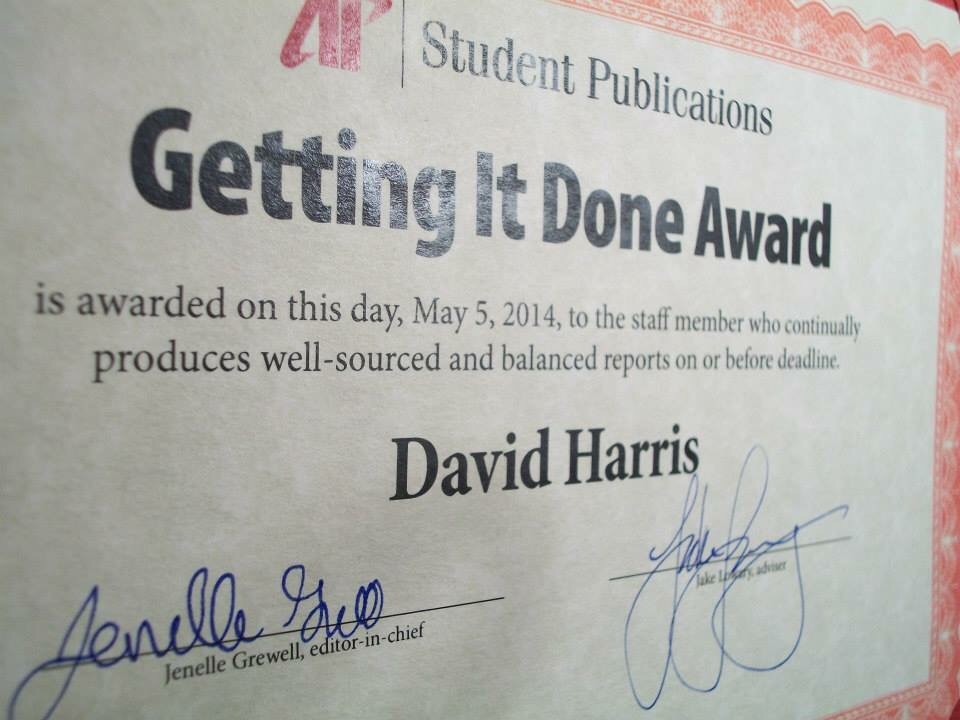 AP Student Publications
Getting It Done Award
is awarded on this day, May 5, 2014, to the staff member who continually
produces well-sourced and balanced reports on or before deadline.
David Harris
Jenelle Grewell, editor-in-chief
Jake Lowary, adviser